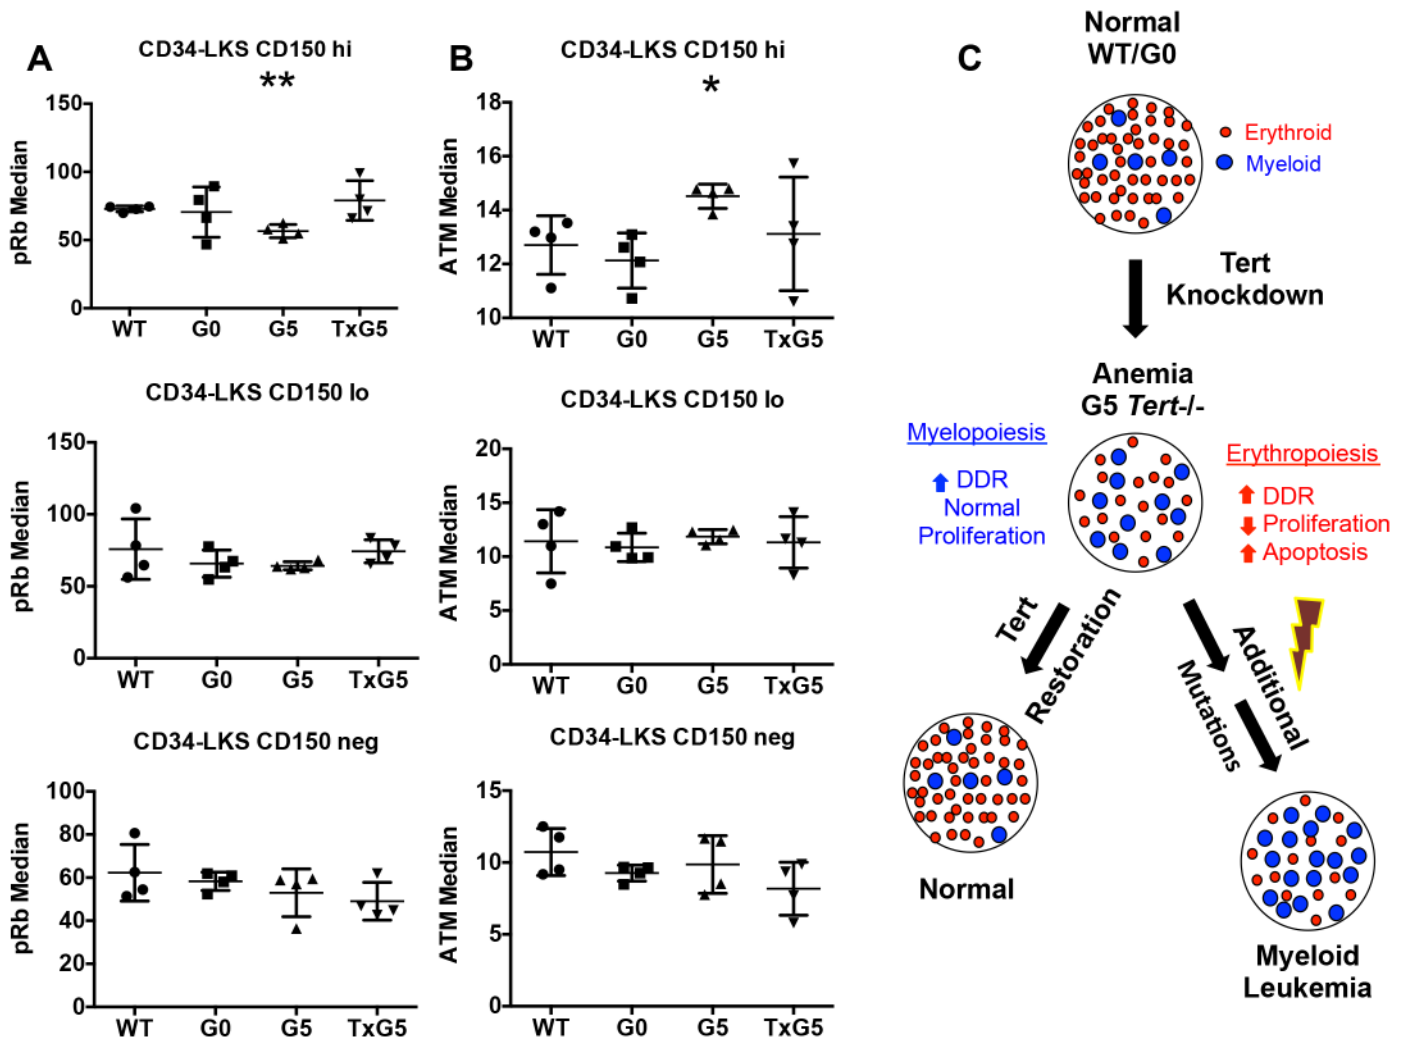 A
CD34-LKS CD150 hi
**
pRb Median
150
100
50
0
WT G0 G5 TxG5
CD34-LKS CD150 lo
pRb Median
150
100
50
0
WT G0 G5 TxG5
CD34-LKS CD150 neg
pRb Median
100
80
60
40
20
0
WT G0 G5 TxG5
B
CD34-LKS CD150 hi
*
ATM Median
18
16
14
12
10
WT G0 G5 TxG5
CD34-LKS CD150 lo
ATM Median
20
15
10
5
0
WT G0 G5 TxG5
CD34-LKS CD150 neg
ATM Median
15
10
5
0
WT G0 G5 TxG5
C
Normal
WT/G0
Erythroid
Myeloid
Tert
Knockdown
Anemia
G5 Tert-/-
Myelopoiesis
DDR
Normal
Proliferation
Erythropoiesis
DDR
Proliferation
Apoptosis
Tert
Restoration
Additional
Mutations
Normal
Myeloid
Leukemia